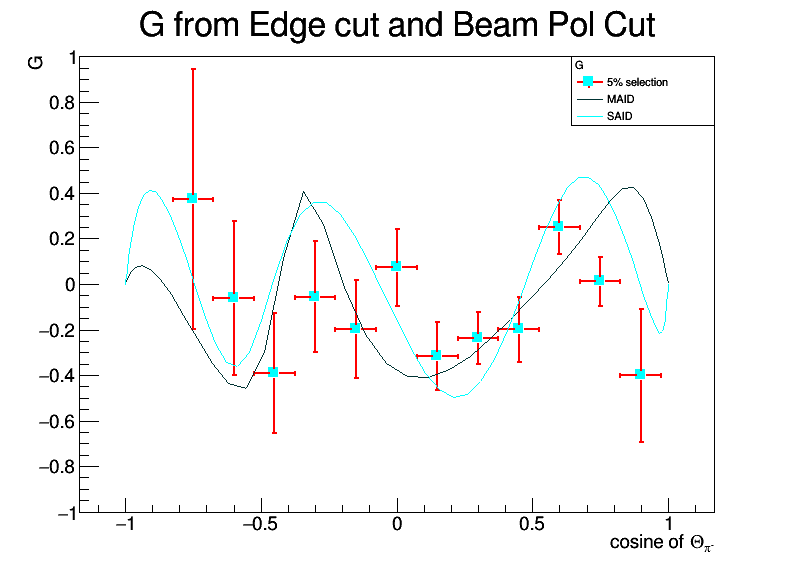 G from Edge cut and Beam Pol Cut
G
G
5% selection
MAID
SAID
1
0.8
0.6
0.4
0.2
0
−0.2
−0.4
−0.6
−0.8
−1
−1 −0.5 0 0.5 1
cosine of Θπ-